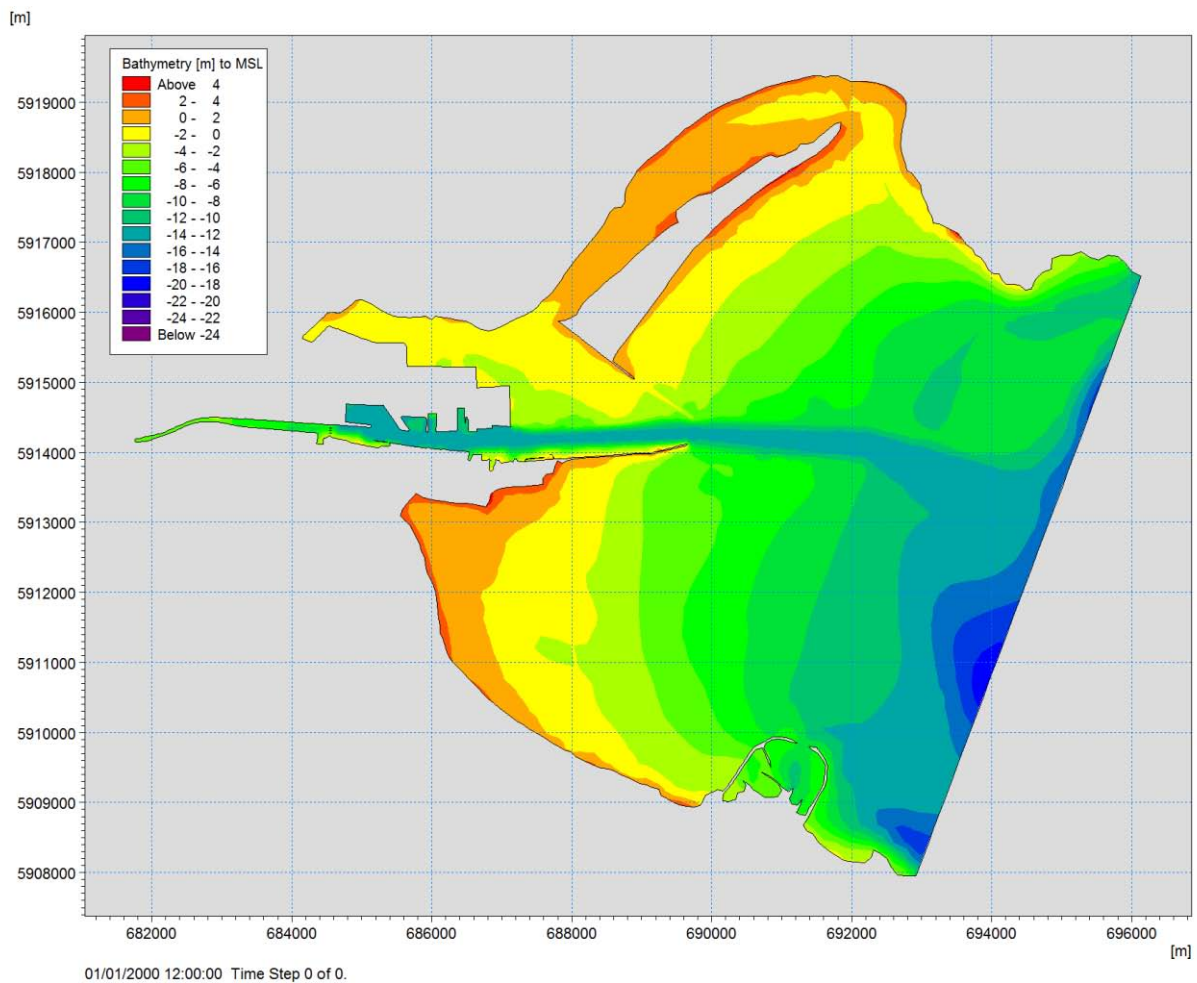 [m]
Bathymetry [m] to MSL
Above 4
2 - 4
0 - 2
-2 - 0
-4 - -2
-6 - -4
-8 - -6
-10 - -8
-12 - -10
-14 - -12
-16 - -14
-18 - -16
-20 - -18
-22 - -20
-24 - -22
Below -24
5919000
5918000
5917000
5916000
5915000
5914000
5913000
5912000
5911000
5910000
5909000
5908000
682000 684000 686000 688000 690000 692000 694000 696000
[m]
01/01/2000 12:00:00 Time Step 0 of 0.